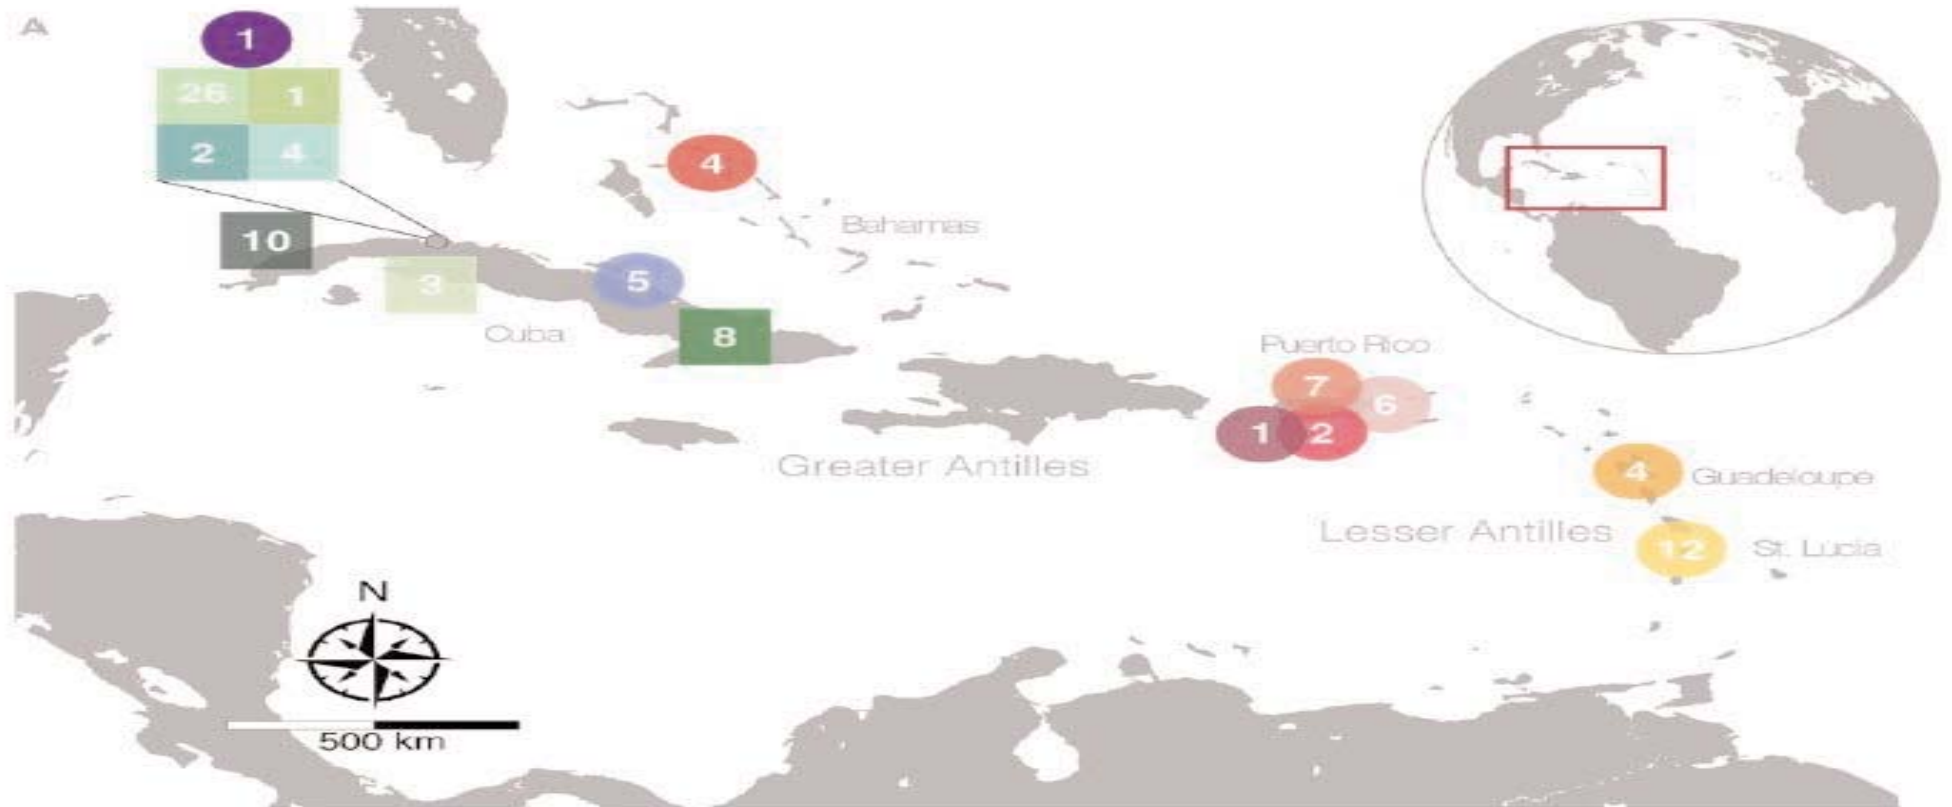 A
1
26 1
2 4
4
Bahamas
10
3
5
Cuba
8
Puerto Rico
7
6
1 2
Greater Antilles
4 Guadeloupe
Lesser Antilles
12 St. Lucia
N
500 km